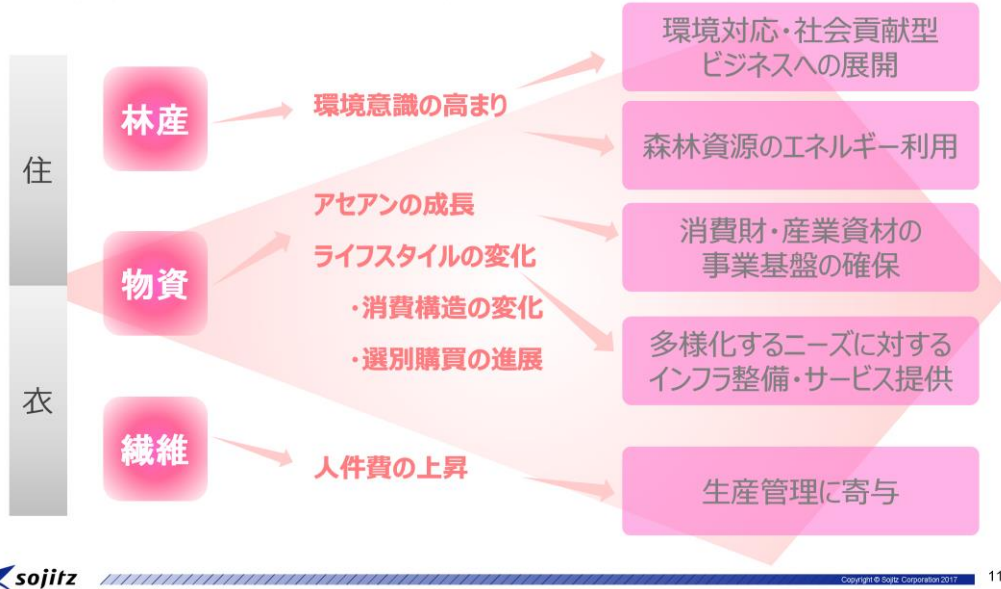 住
衣
林産
物資
繊維
環境意識の高まり
アセアンの成長
ライフスタイルの変化
・消費構造の変化
・選別購買の進展
人件費の上昇
環境対応・社会貢献型
ビジネスへの展開
森林資源のエネルギー利用
消費財・産業資材の
事業基盤の確保
多様化するニーズに対する
インフラ整備・サービス提供
生産管理に寄与
sojitz
Copyright © Sojitz Corporation 2017
11